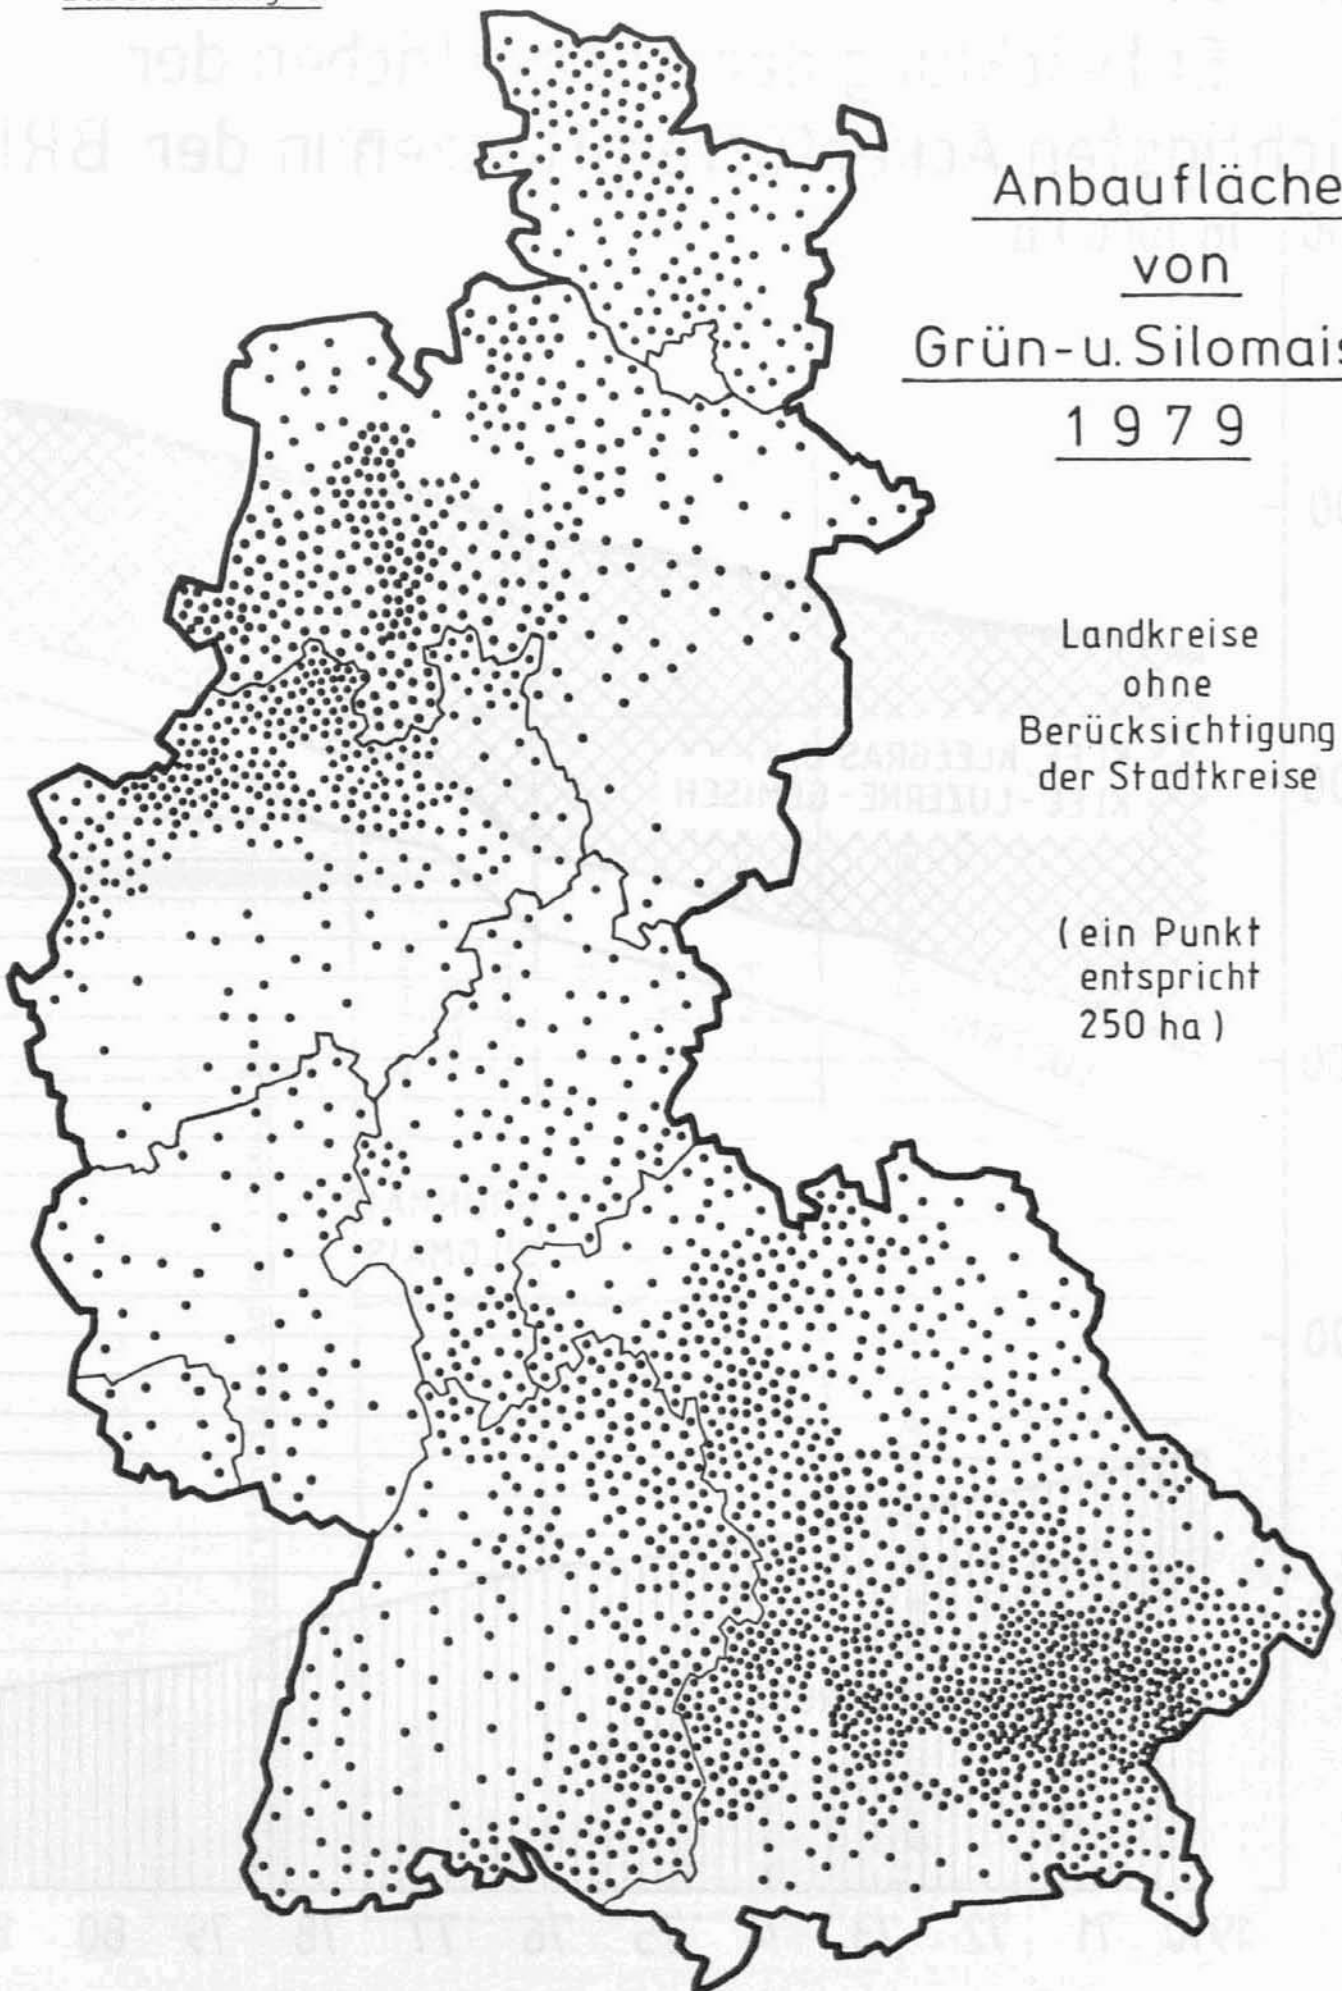 Anbaufläche
von
Grün-u. Silomais
1979
Landkreise
ohne
Berücksichtigung
der Stadtkreise
(ein Punkt
entspricht
250 ha)